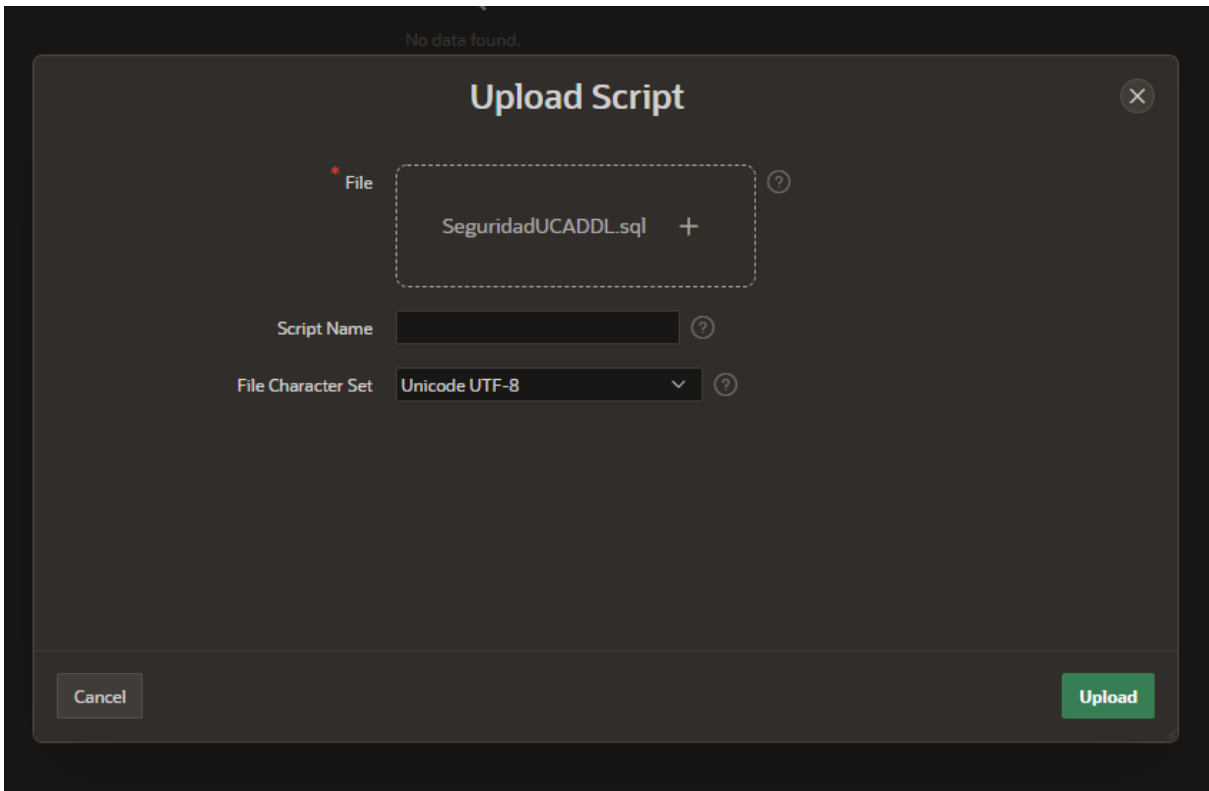 No data found.
Upload Script
* File
SeguridadUCADDL.sql
Script Name
File Character Set
Unicode UTF-8
Cancel
Upload